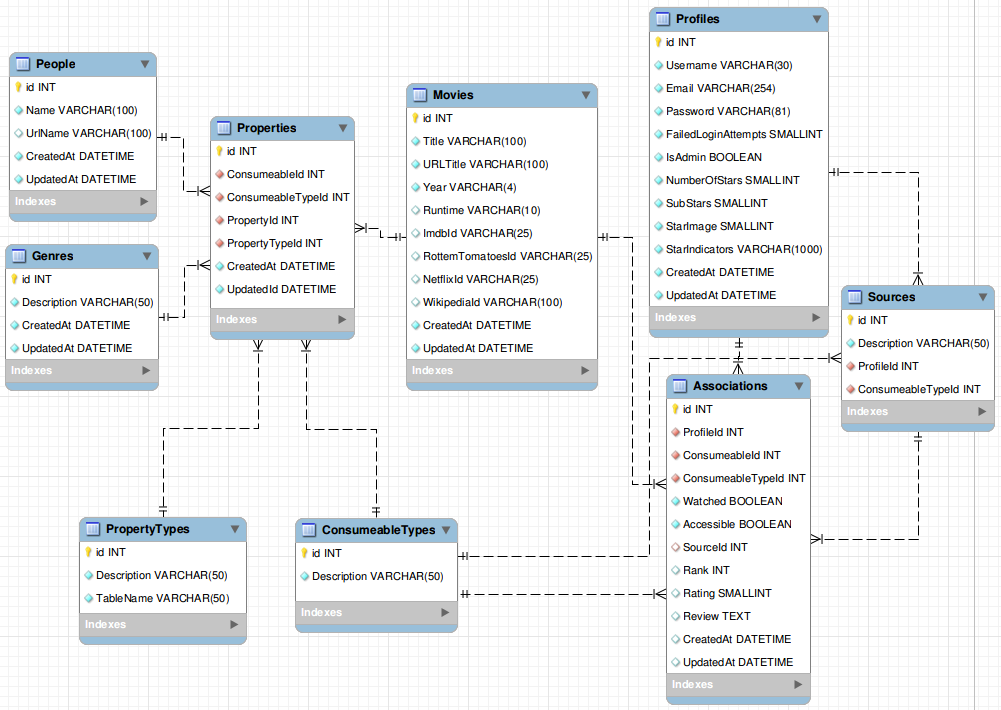 People
id INT
Name VARCHAR(100)
UrlName VARCHAR(100)
CreatedAt DATETIME
UpdatedAt DATETIME
Indexes
Genres
id INT
Description VARCHAR(50)
CreatedAt DATETIME
UpdatedAt DATETIME
Indexes
Properties
id INT
ConsumeableId INT
ConsumeableTypeId INT
PropertyId INT
PropertyTypeId INT
CreatedAt DATETIME
UpdatedId DATETIME
Indexes
Movies
id INT
Title VARCHAR(100)
URLTitle VARCHAR(100)
Year VARCHAR(4)
Runtime VARCHAR(10)
ImdbId VARCHAR(25)
RottemTomatoesId VARCHAR(25)
NetflixId VARCHAR(25)
WikipediaId VARCHAR(100)
CreatedAt DATETIME
UpdatedAt DATETIME
Indexes
Profiles
id INT
Username VARCHAR(30)
Email VARCHAR(254)
Password VARCHAR(81)
FailedLoginAttempts SMALLINT
IsAdmin BOOLEAN
NumberOfStars SMALLINT
SubStars SMALLINT
StarImage SMALLINT
StarIndicators VARCHAR(1000)
CreatedAt DATETIME
UpdatedAt DATETIME
Indexes
Sources
id INT
Description VARCHAR(50)
ProfileId INT
ConsumeableTypeId INT
Indexes
Associations
id INT
ProfileId INT
ConsumeableId INT
ConsumeableTypeId INT
Watched BOOLEAN
Accessible BOOLEAN
SourceId INT
Rank INT
Rating SMALLINT
Review TEXT
CreatedAt DATETIME
UpdatedAt DATETIME
Indexes
PropertyTypes
id INT
Description VARCHAR(50)
TableName VARCHAR(50)
Indexes
ConsumeableTypes
id INT
Description VARCHAR(50)
Indexes